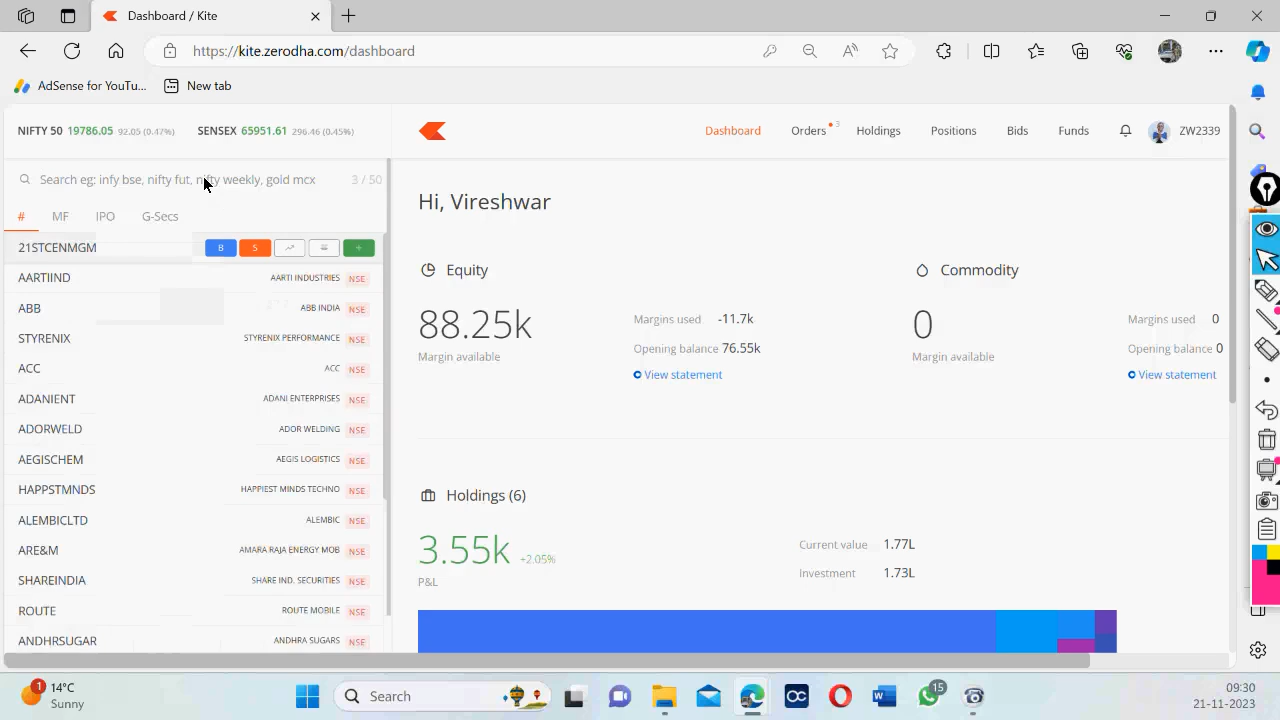 Dashboard / Kite
https://kite.zerodha.com/dashboard
AdSense for YouTu...
New tab
NIFTY 50 19786.05 92.05 (0.47%) SENSEX 65951.61 296.46 (0.45%)
Dashboard Orders 3 Holdings Positions Bids Funds ZW2339
Search eg: infy bse, nifty fut, nifty weekly, gold mcx 3 / 50
# MF IPO G-Secs
21STCENMGM B S
AARTIIND AARTI INDUSTRIES NSE
ABB ABB INDIA NSE
STYRENIX STYRENIX PERFORMANCE NSE
ACC ACC NSE
ADANIENT ADANI ENTERPRISES NSE
ADORWELD ADOR WELDING NSE
AEGISCHEM AEGIS LOGISTICS NSE
HAPPSTMNDS HAPPIEST MINDS TECHNO NSE
ALEMBICLTD ALEMBIC NSE
ARE&M AMARA RAJA ENERGY MOB NSE
SHAREINDIA SHARE IND. SECURITIES NSE
ROUTE ROUTE MOBILE NSE
ANDHRSUGAR ANDHRA SUGARS NSE
Hi, Vireshwar
Equity
88.25k
Margin available
Margins used -11.7k
Opening balance 76.55k
View statement
Commodity
0
Margin available
Margins used 0
Opening balance 0
View statement
Holdings (6)
3.55k +2.05%
P&L
Current value 1.77L
Investment 1.73L
1
14°C
Sunny
Search
OC
15
09:30
21-11-2023